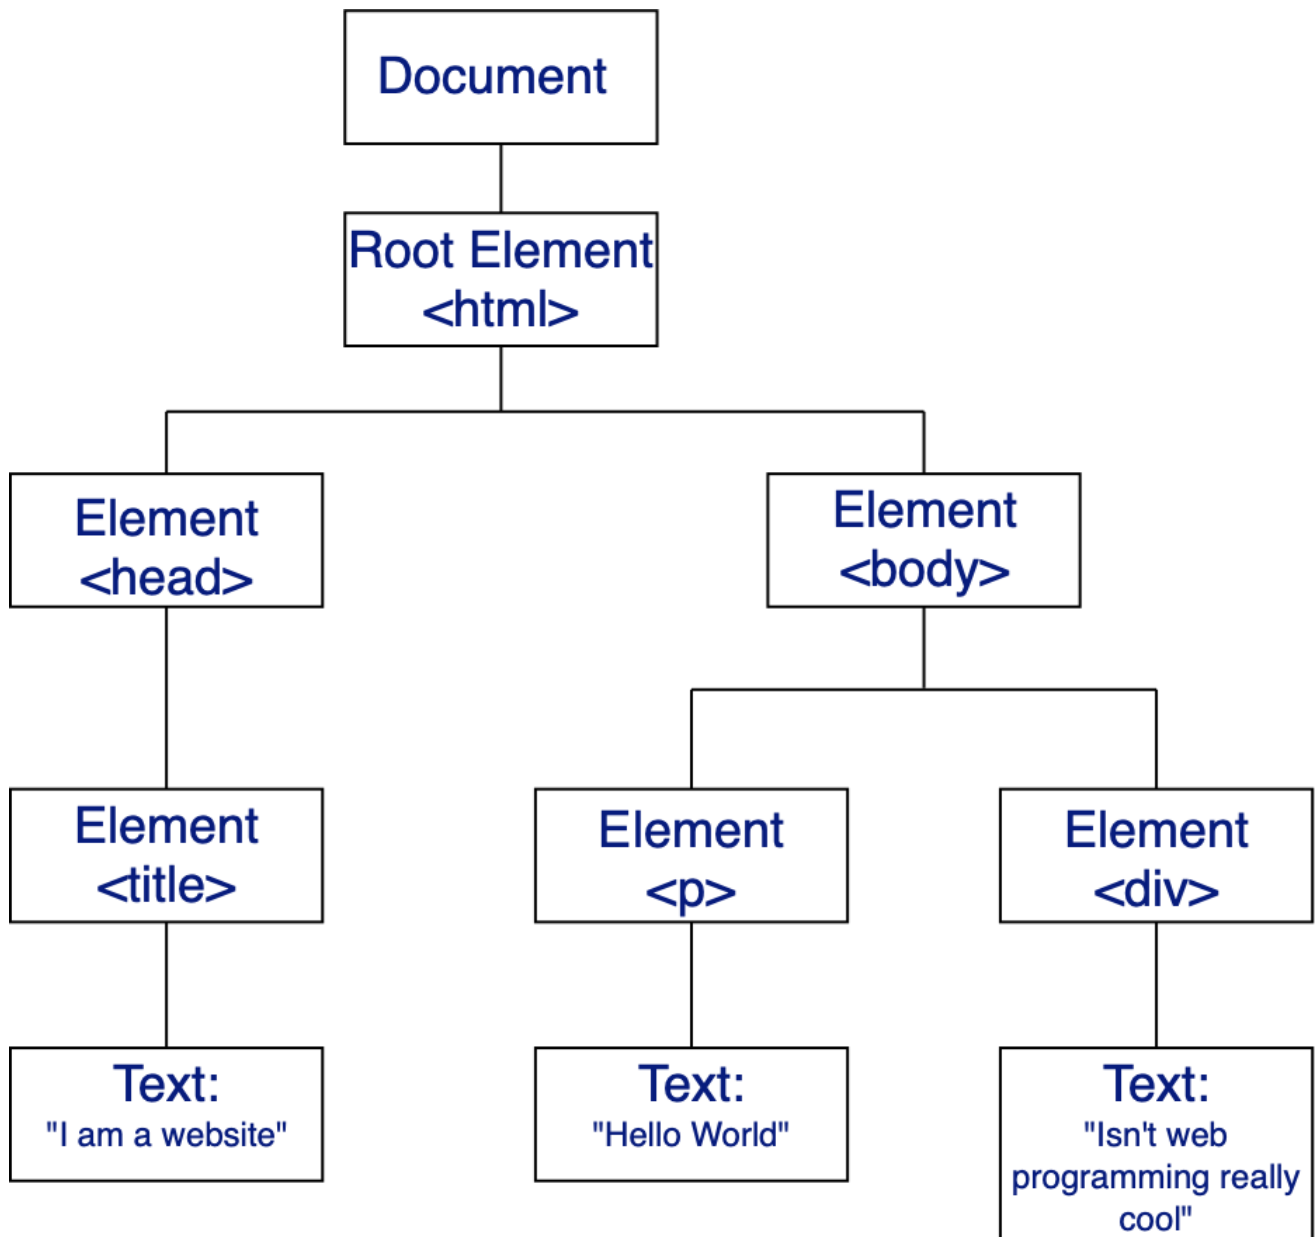 Document
Root Element
<html>
Element
<head>
Element
<body>
Element
<title>
Element
<p>
Element
<div>
Text:
"I am a website"
Text:
"Hello World"
Text:
"Isn't web
programming really
cool"